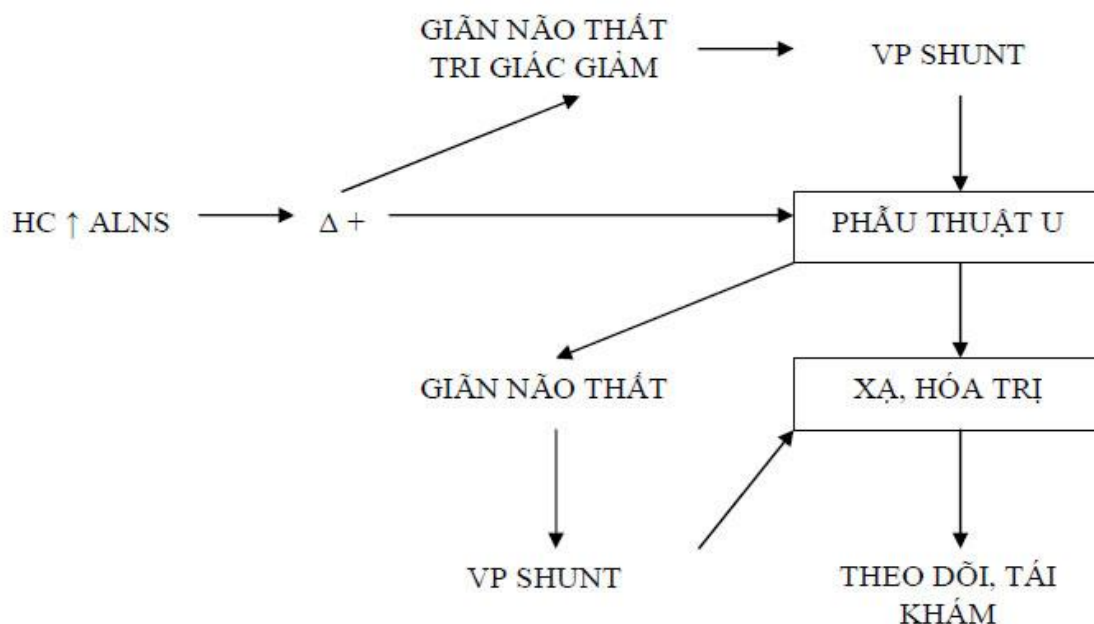 GIÃN NÃO THẤT
TRI GIÁC GIẢM
VP SHUNT
HC ↑ ALNS
Δ +
PHẪU THUẬT U
GIÃN NÃO THẤT
XẠ, HÓA TRỊ
VP SHUNT
THEO DÕI, TÁI
KHÁM